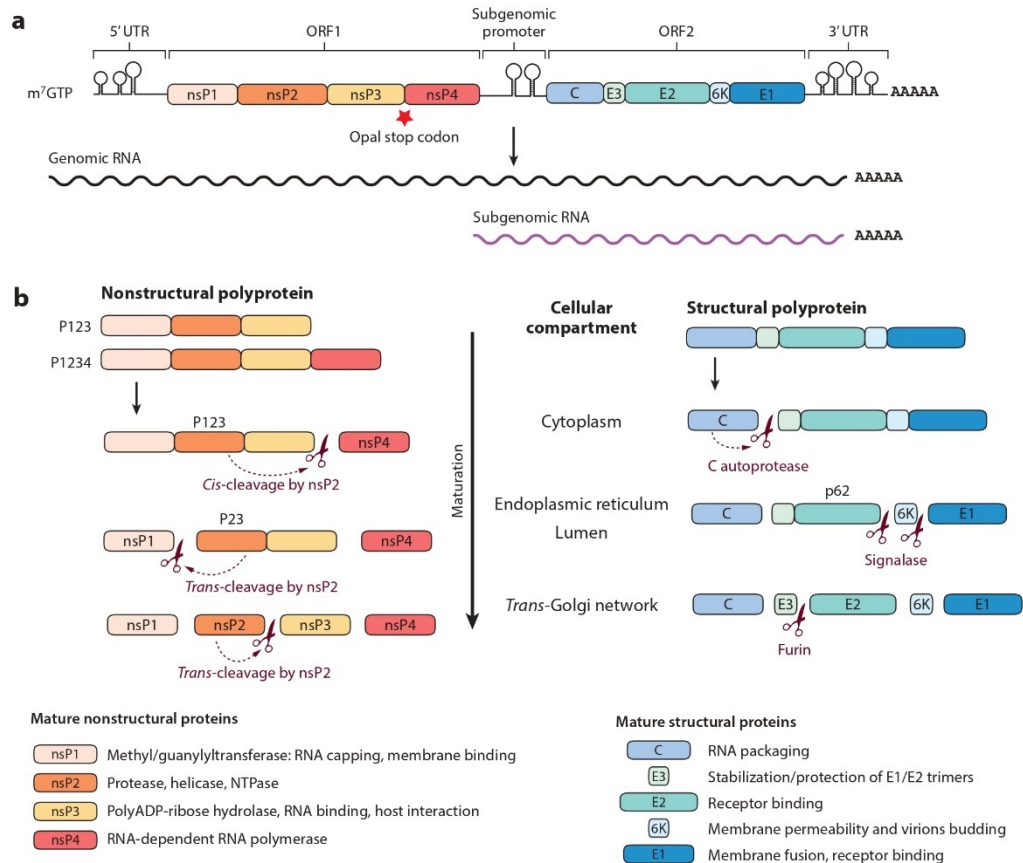 a
5′ UTR
ORF1
Subgenomic
promoter
ORF2
3′ UTR
m⁷GTP
nsP1
nsP2
nsP3
nsP4
C
E3
E2
6K
E1
AAAAA
Opal stop codon
Genomic RNA
AAAAA
Subgenomic RNA
AAAAA
b
Nonstructural polyprotein
P123
P1234
P123
nsP4
Cis-cleavage by nsP2
P23
nsP1
nsP4
Trans-cleavage by nsP2
nsP1
nsP2
nsP3
nsP4
Trans-cleavage by nsP2
Maturation
Cellular
compartment
Structural polyprotein
Cytoplasm
C
C autoprotease
Endoplasmic reticulum
Lumen
p62
C
6K
E1
Signalase
Trans-Golgi network
C
E3
E2
6K
E1
Furin
Mature nonstructural proteins
nsP1 Methyl/guanylyltransferase: RNA capping, membrane binding
nsP2 Protease, helicase, NTPase
nsP3 PolyADP-ribose hydrolase, RNA binding, host interaction
nsP4 RNA-dependent RNA polymerase
Mature structural proteins
C RNA packaging
E3 Stabilization/protection of E1/E2 trimers
E2 Receptor binding
6K Membrane permeability and virions budding
E1 Membrane fusion, receptor binding